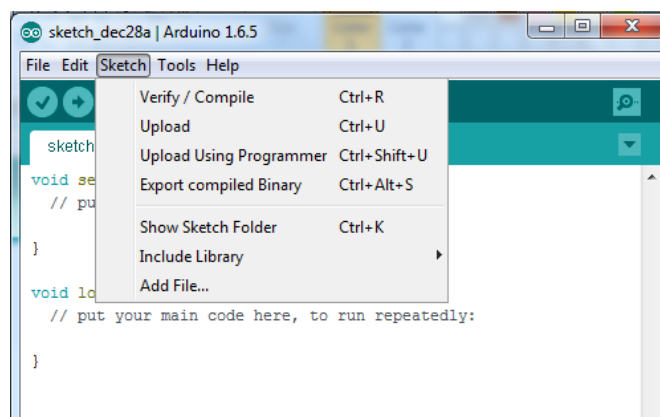 sketch_dec28a | Arduino 1.6.5
File Edit Sketch Tools Help
Verify / Compile Ctrl+R
Upload Ctrl+U
Upload Using Programmer Ctrl+Shift+U
Export compiled Binary Ctrl+Alt+S
Show Sketch Folder Ctrl+K
Include Library
Add File...
sketch
void se
// pu
}
void lo
// put your main code here, to run repeatedly:
}